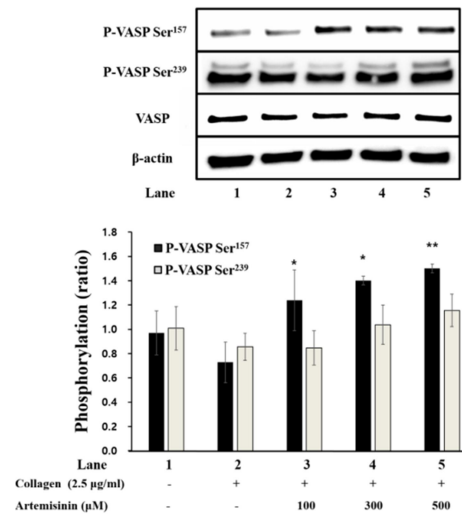 P-VASP Ser157
P-VASP Ser239
VASP
β-actin
Lane 1 2 3 4 5
Phosphorylation (ratio)
1.8
1.6
1.4
1.2
1.0
0.8
0.6
0.4
0.2
0.0
P-VASP Ser157
P-VASP Ser239
* * **
Lane 1 2 3 4 5
Collagen (2.5 μg/ml) - + + + +
Artemisinin (μM) - - 100 300 500